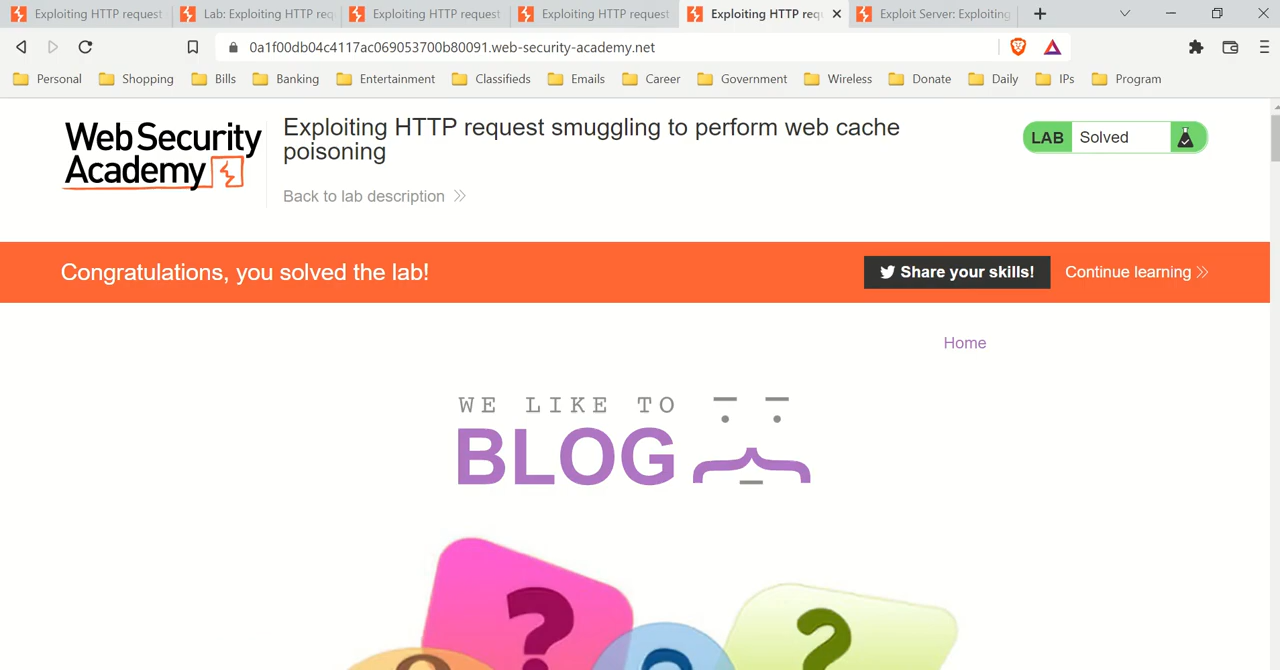 Exploiting HTTP request
Lab: Exploiting HTTP req
Exploiting HTTP request
Exploiting HTTP request
Exploiting HTTP req
Exploit Server: Exploiting
0a1f00db04c4117ac069053700b80091.web-security-academy.net
Personal Shopping Bills Banking Entertainment Classifieds Emails Career Government Wireless Donate Daily IPs Program
Web Security
Academy
Exploiting HTTP request smuggling to perform web cache
poisoning
Back to lab description
LAB Solved
Congratulations, you solved the lab!
Share your skills!
Continue learning
Home
WE LIKE TO
BLOG